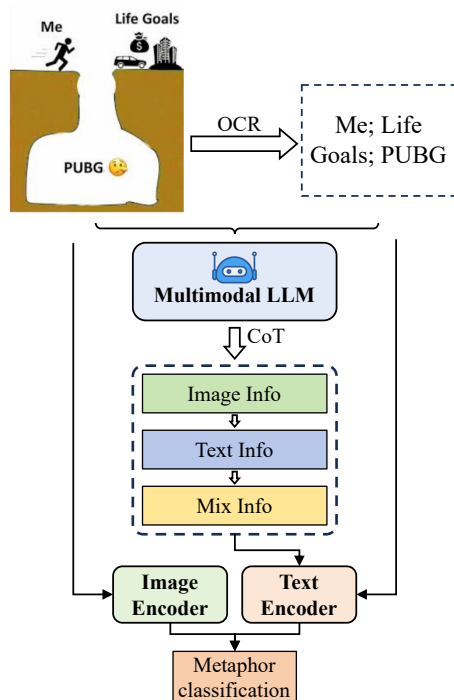 Me
Life Goals
$
PUBG 🤔
OCR
Me; Life
Goals; PUBG
Multimodal LLM
CoT
Image Info
Text Info
Mix Info
Image
Encoder
Text
Encoder
Metaphor
classification